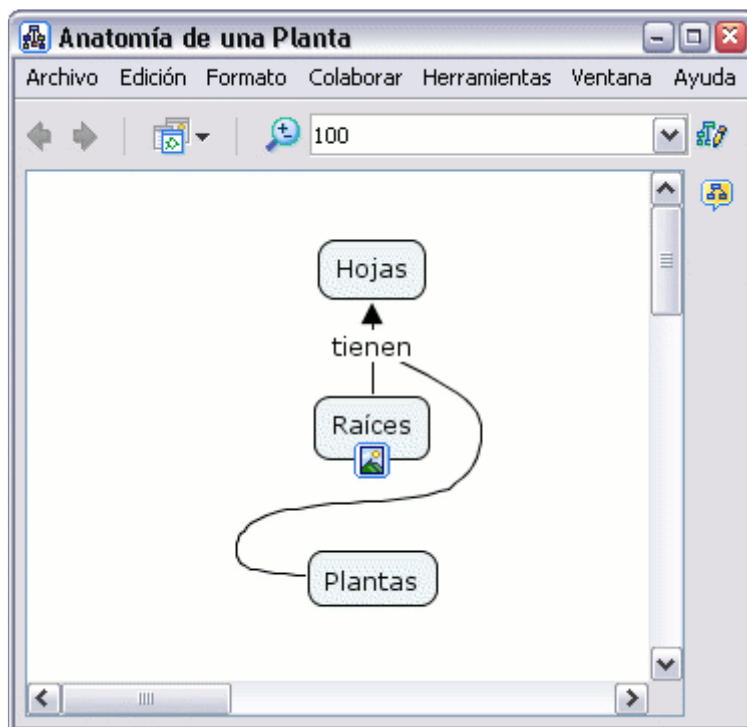 Anatomía de una Planta
Archivo Edición Formato Colaborar Herramientas Ventana Ayuda
100
Hojas
tienen
Raíces
Plantas